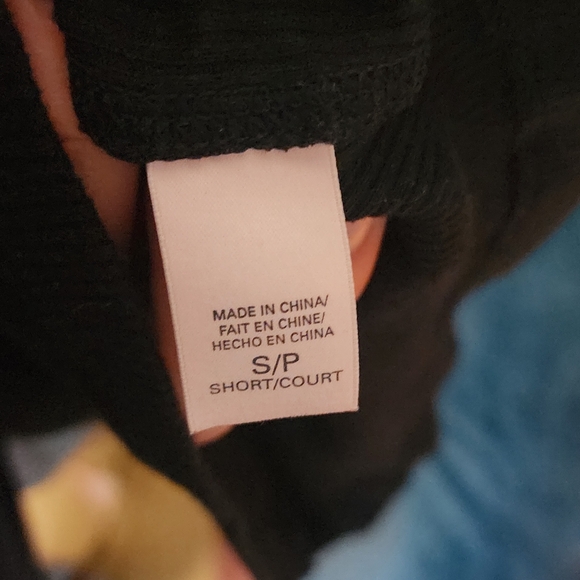 MADE IN CHINA/
FAIT EN CHINE/
HECHO EN CHINA
S/P
SHORT/COURT